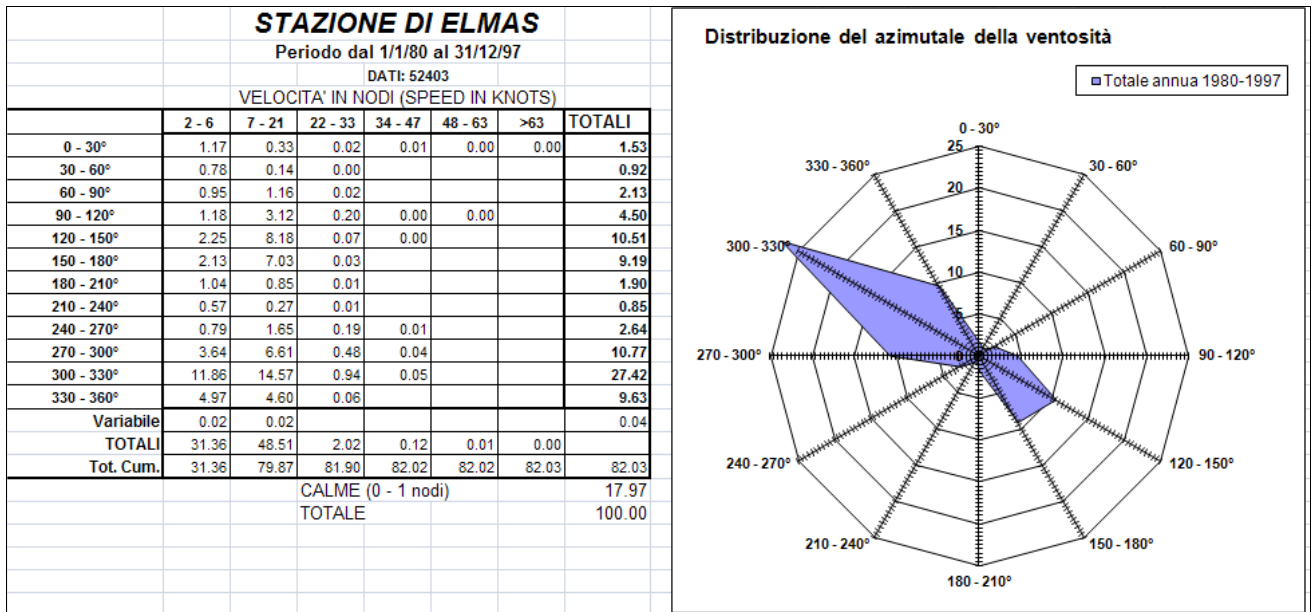 STAZIONE DI ELMAS
Periodo dal 1/1/80 al 31/12/97
DATI: 52403
VELOCITA' IN NODI (SPEED IN KNOTS)
2 - 6 7 - 21 22 - 33 34 - 47 48 - 63 >63 TOTALI
0 - 30° 1.17 0.33 0.02 0.01 0.00 0.00 1.53
30 - 60° 0.78 0.14 0.00 0.92
60 - 90° 0.95 1.16 0.02 2.13
90 - 120° 1.18 3.12 0.20 0.00 0.00 4.50
120 - 150° 2.25 8.18 0.07 0.00 10.51
150 - 180° 2.13 7.03 0.03 9.19
180 - 210° 1.04 0.85 0.01 1.90
210 - 240° 0.57 0.27 0.01 0.85
240 - 270° 0.79 1.65 0.19 0.01 2.64
270 - 300° 3.64 6.61 0.48 0.04 10.77
300 - 330° 11.86 14.57 0.94 0.05 27.42
330 - 360° 4.97 4.60 0.06 9.63
Variabile 0.02 0.02 0.04
TOTALI 31.36 48.51 2.02 0.12 0.01 0.00
Tot. Cum. 31.36 79.87 81.90 82.02 82.02 82.03 82.03
CALME (0 - 1 nodi) 17.97
TOTALE 100.00
Distribuzione del azimutale della ventosità
Totale annua 1980-1997
0 - 30°
25
330 - 360° 30 - 60°
20
15
300 - 330° 60 - 90°
10
5
270 - 300° 0 90 - 120°
240 - 270° 120 - 150°
210 - 240° 150 - 180°
180 - 210°